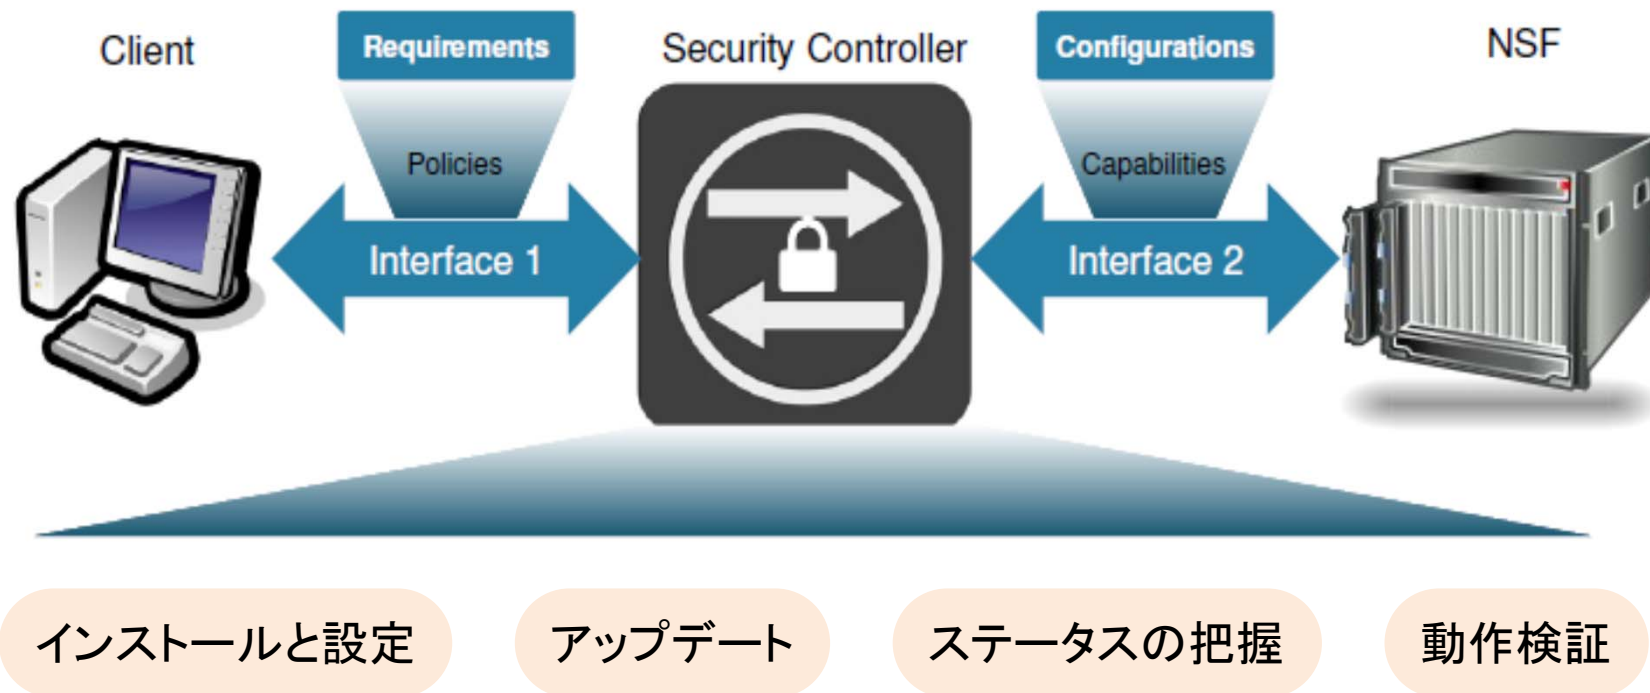 Client
Requirements
Security Controller
Configurations
NSF
Policies
Capabilities
Interface 1
Interface 2
インストールと設定
アップデート
ステータスの把握
動作検証